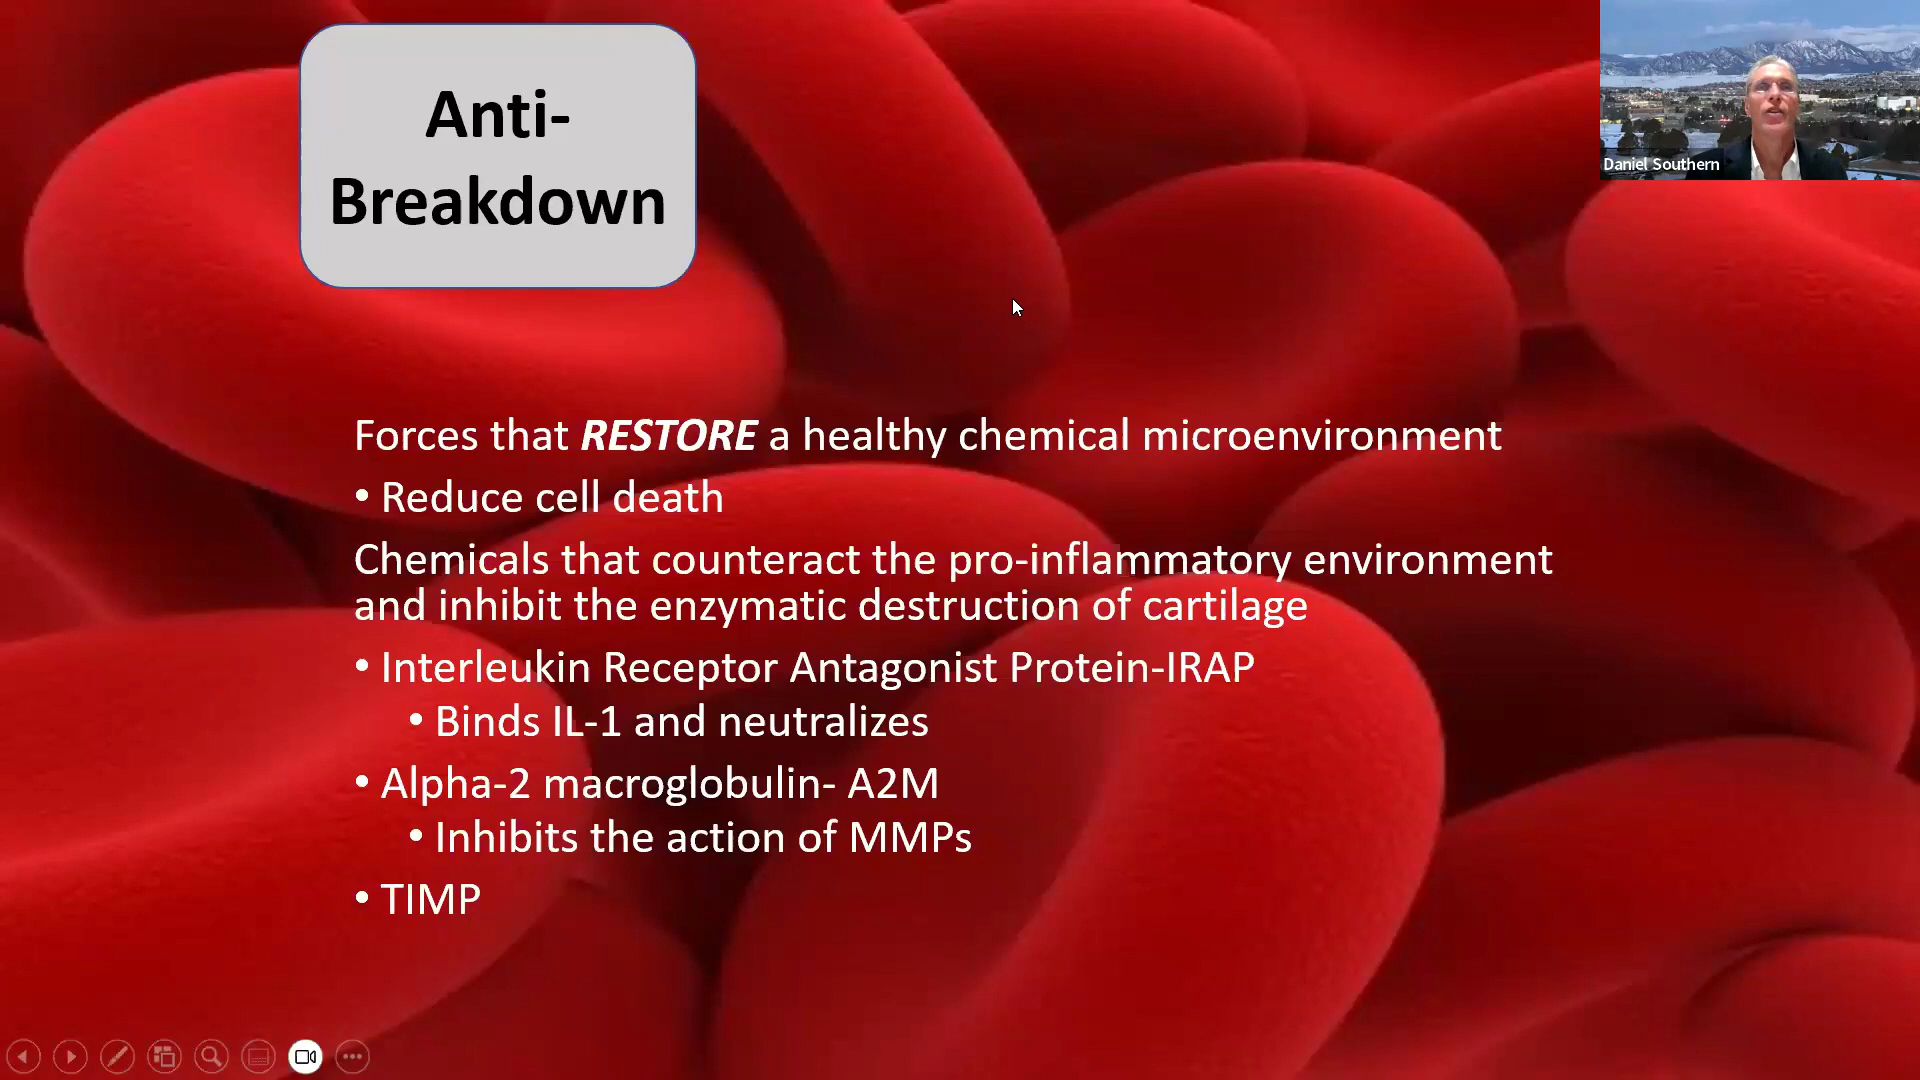 Anti-
Breakdown
Daniel Southern
Forces that RESTORE a healthy chemical microenvironment
• Reduce cell death
Chemicals that counteract the pro-inflammatory environment
and inhibit the enzymatic destruction of cartilage
• Interleukin Receptor Antagonist Protein-IRAP
• Binds IL-1 and neutralizes
• Alpha-2 macroglobulin- A2M
• Inhibits the action of MMPs
• TIMP